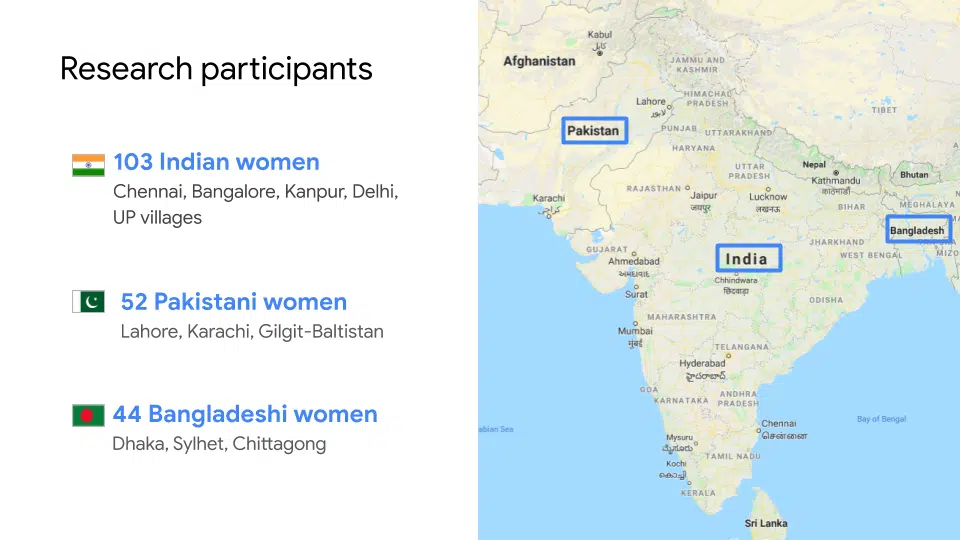 Research participants
103 Indian women
Chennai, Bangalore, Kanpur, Delhi,
UP villages
52 Pakistani women
Lahore, Karachi, Gilgit-Baltistan
44 Bangladeshi women
Dhaka, Sylhet, Chittagong
Kabul
کابل
Afghanistan
JAMMU AND
KASHMIR
HIMACHAL
PRADESH
Lahore
لاہور
TIBET
Pakistan
PUNJAB
UTTARAKHAND
HARYANA
Nepal
UTTAR
PRADESH
Kathmandu
काठमाडौं
Bhutan
RAJASTHAN
Jaipur
जयपुर
Lucknow
लखनऊ
Karachi
کراچی
BIHAR
MEGHALAYA
Bangladesh
GUJARAT
Ahmedabad
અમદાવાદ
India
JHARKHAND
WEST BENGAL
MIZO
Chhindwara
छिंदवाड़ा
Surat
ODISHA
MAHARASHTRA
Mumbai
मुंबई
TELANGANA
Hyderabad
హైదరాబాద్
GOA
KARNATAKA
ANDHRA
PRADESH
abian Sea
Bay of Bengal
Chennai
சென்னை
Mysuru
ಮೈಸೂರು
TAMIL NADU
Kochi
കൊച്ചി
KERALA
Sri Lanka